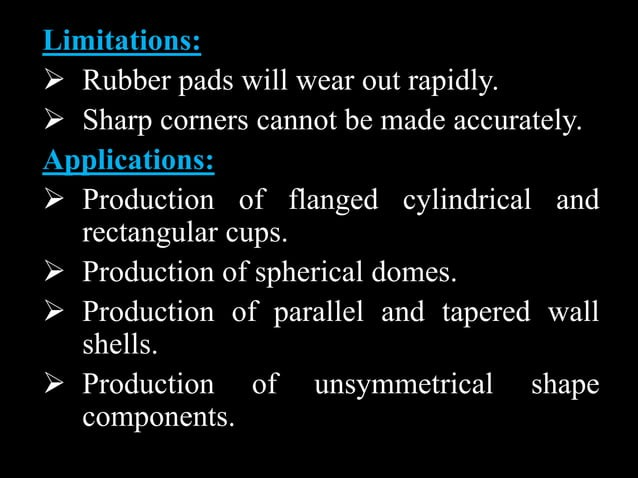 Limitations:
➢ Rubber pads will wear out rapidly.
➢ Sharp corners cannot be made accurately.
Applications:
➢ Production of flanged cylindrical and
rectangular cups.
➢ Production of spherical domes.
➢ Production of parallel and tapered wall
shells.
➢ Production of unsymmetrical shape
components.